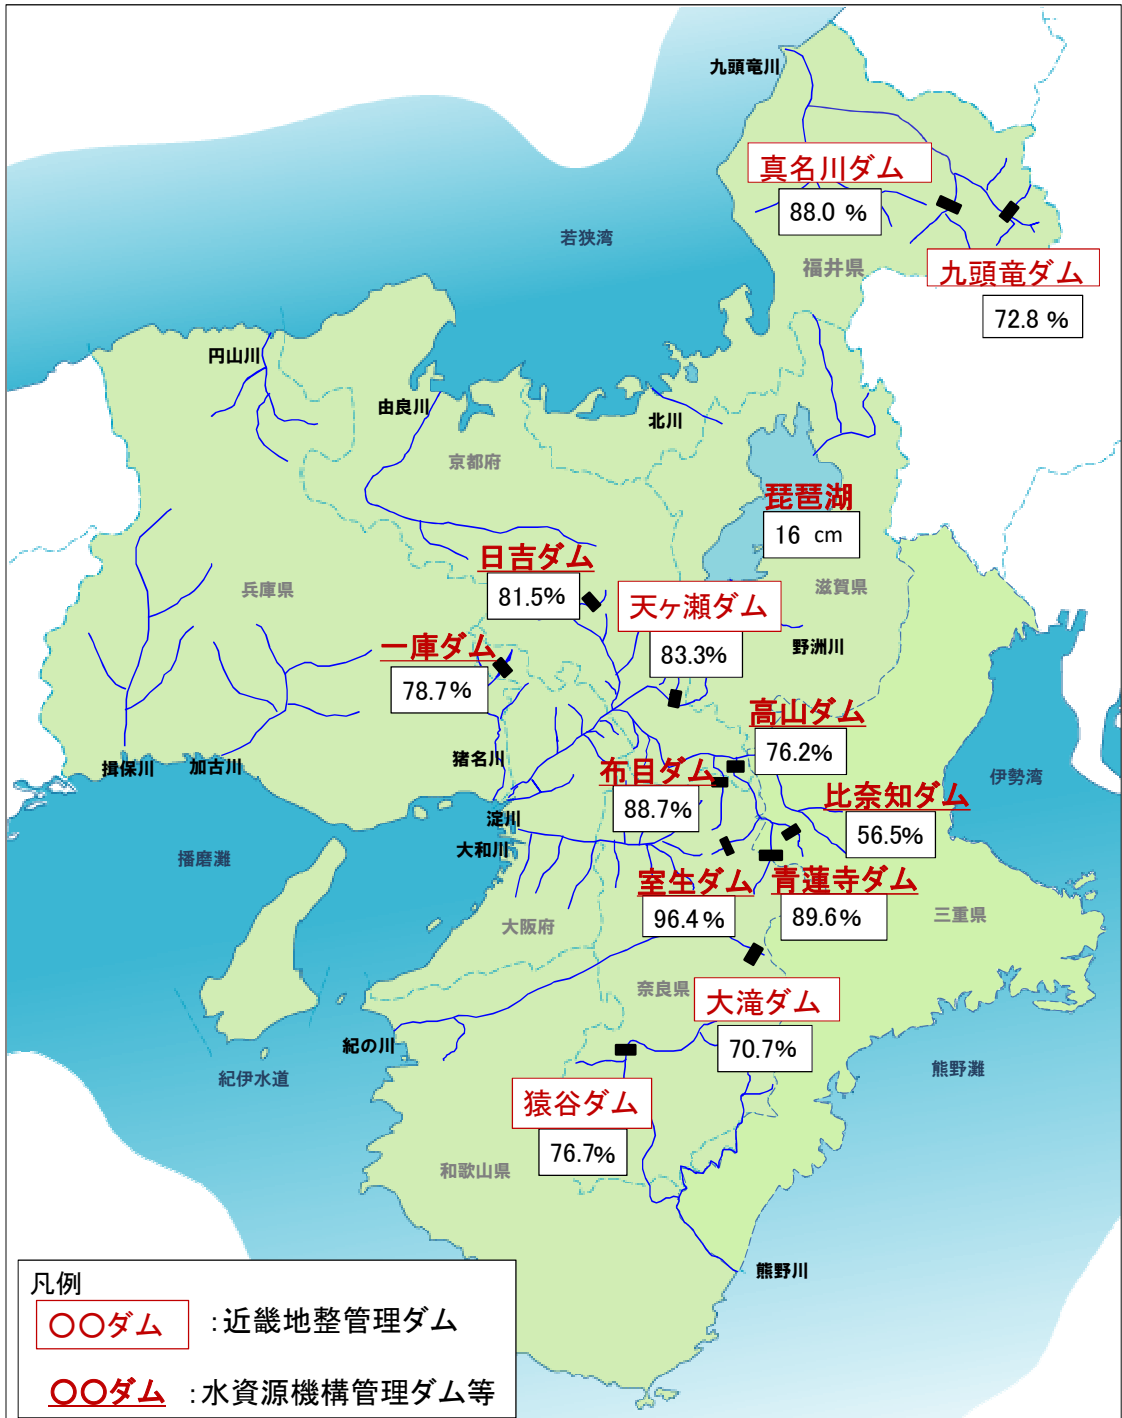 九頭竜川
真名川ダム
88.0 %
若狭湾
福井県
九頭竜ダム
72.8 %
円山川
由良川
北川
京都府
琵琶湖
16 cm
日吉ダム
81.5%
兵庫県
天ヶ瀬ダム
83.3%
滋賀県
野洲川
一庫ダム
78.7%
高山ダム
76.2%
猪名川
揖保川
加古川
布目ダム
88.7%
伊勢湾
比奈知ダム
56.5%
淀川
大和川
播磨灘
室生ダム
96.4%
青蓮寺ダム
89.6%
大阪府
三重県
奈良県
大滝ダム
70.7%
紀の川
紀伊水道
熊野灘
猿谷ダム
76.7%
和歌山県
熊野川
凡例
〇〇ダム :近畿地整管理ダム
〇〇ダム :水資源機構管理ダム等